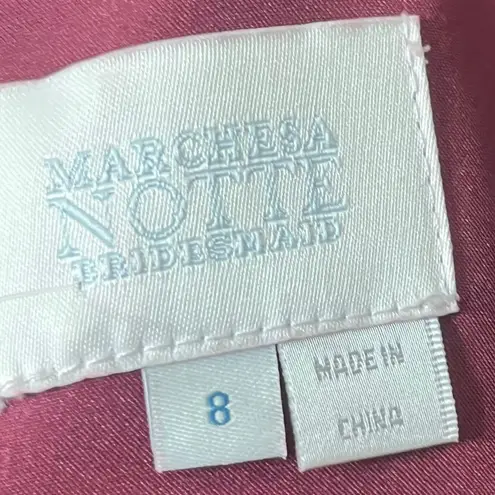 MARCHESA
NOTTE
BRIDESMAID
8
MADE IN
CHINA